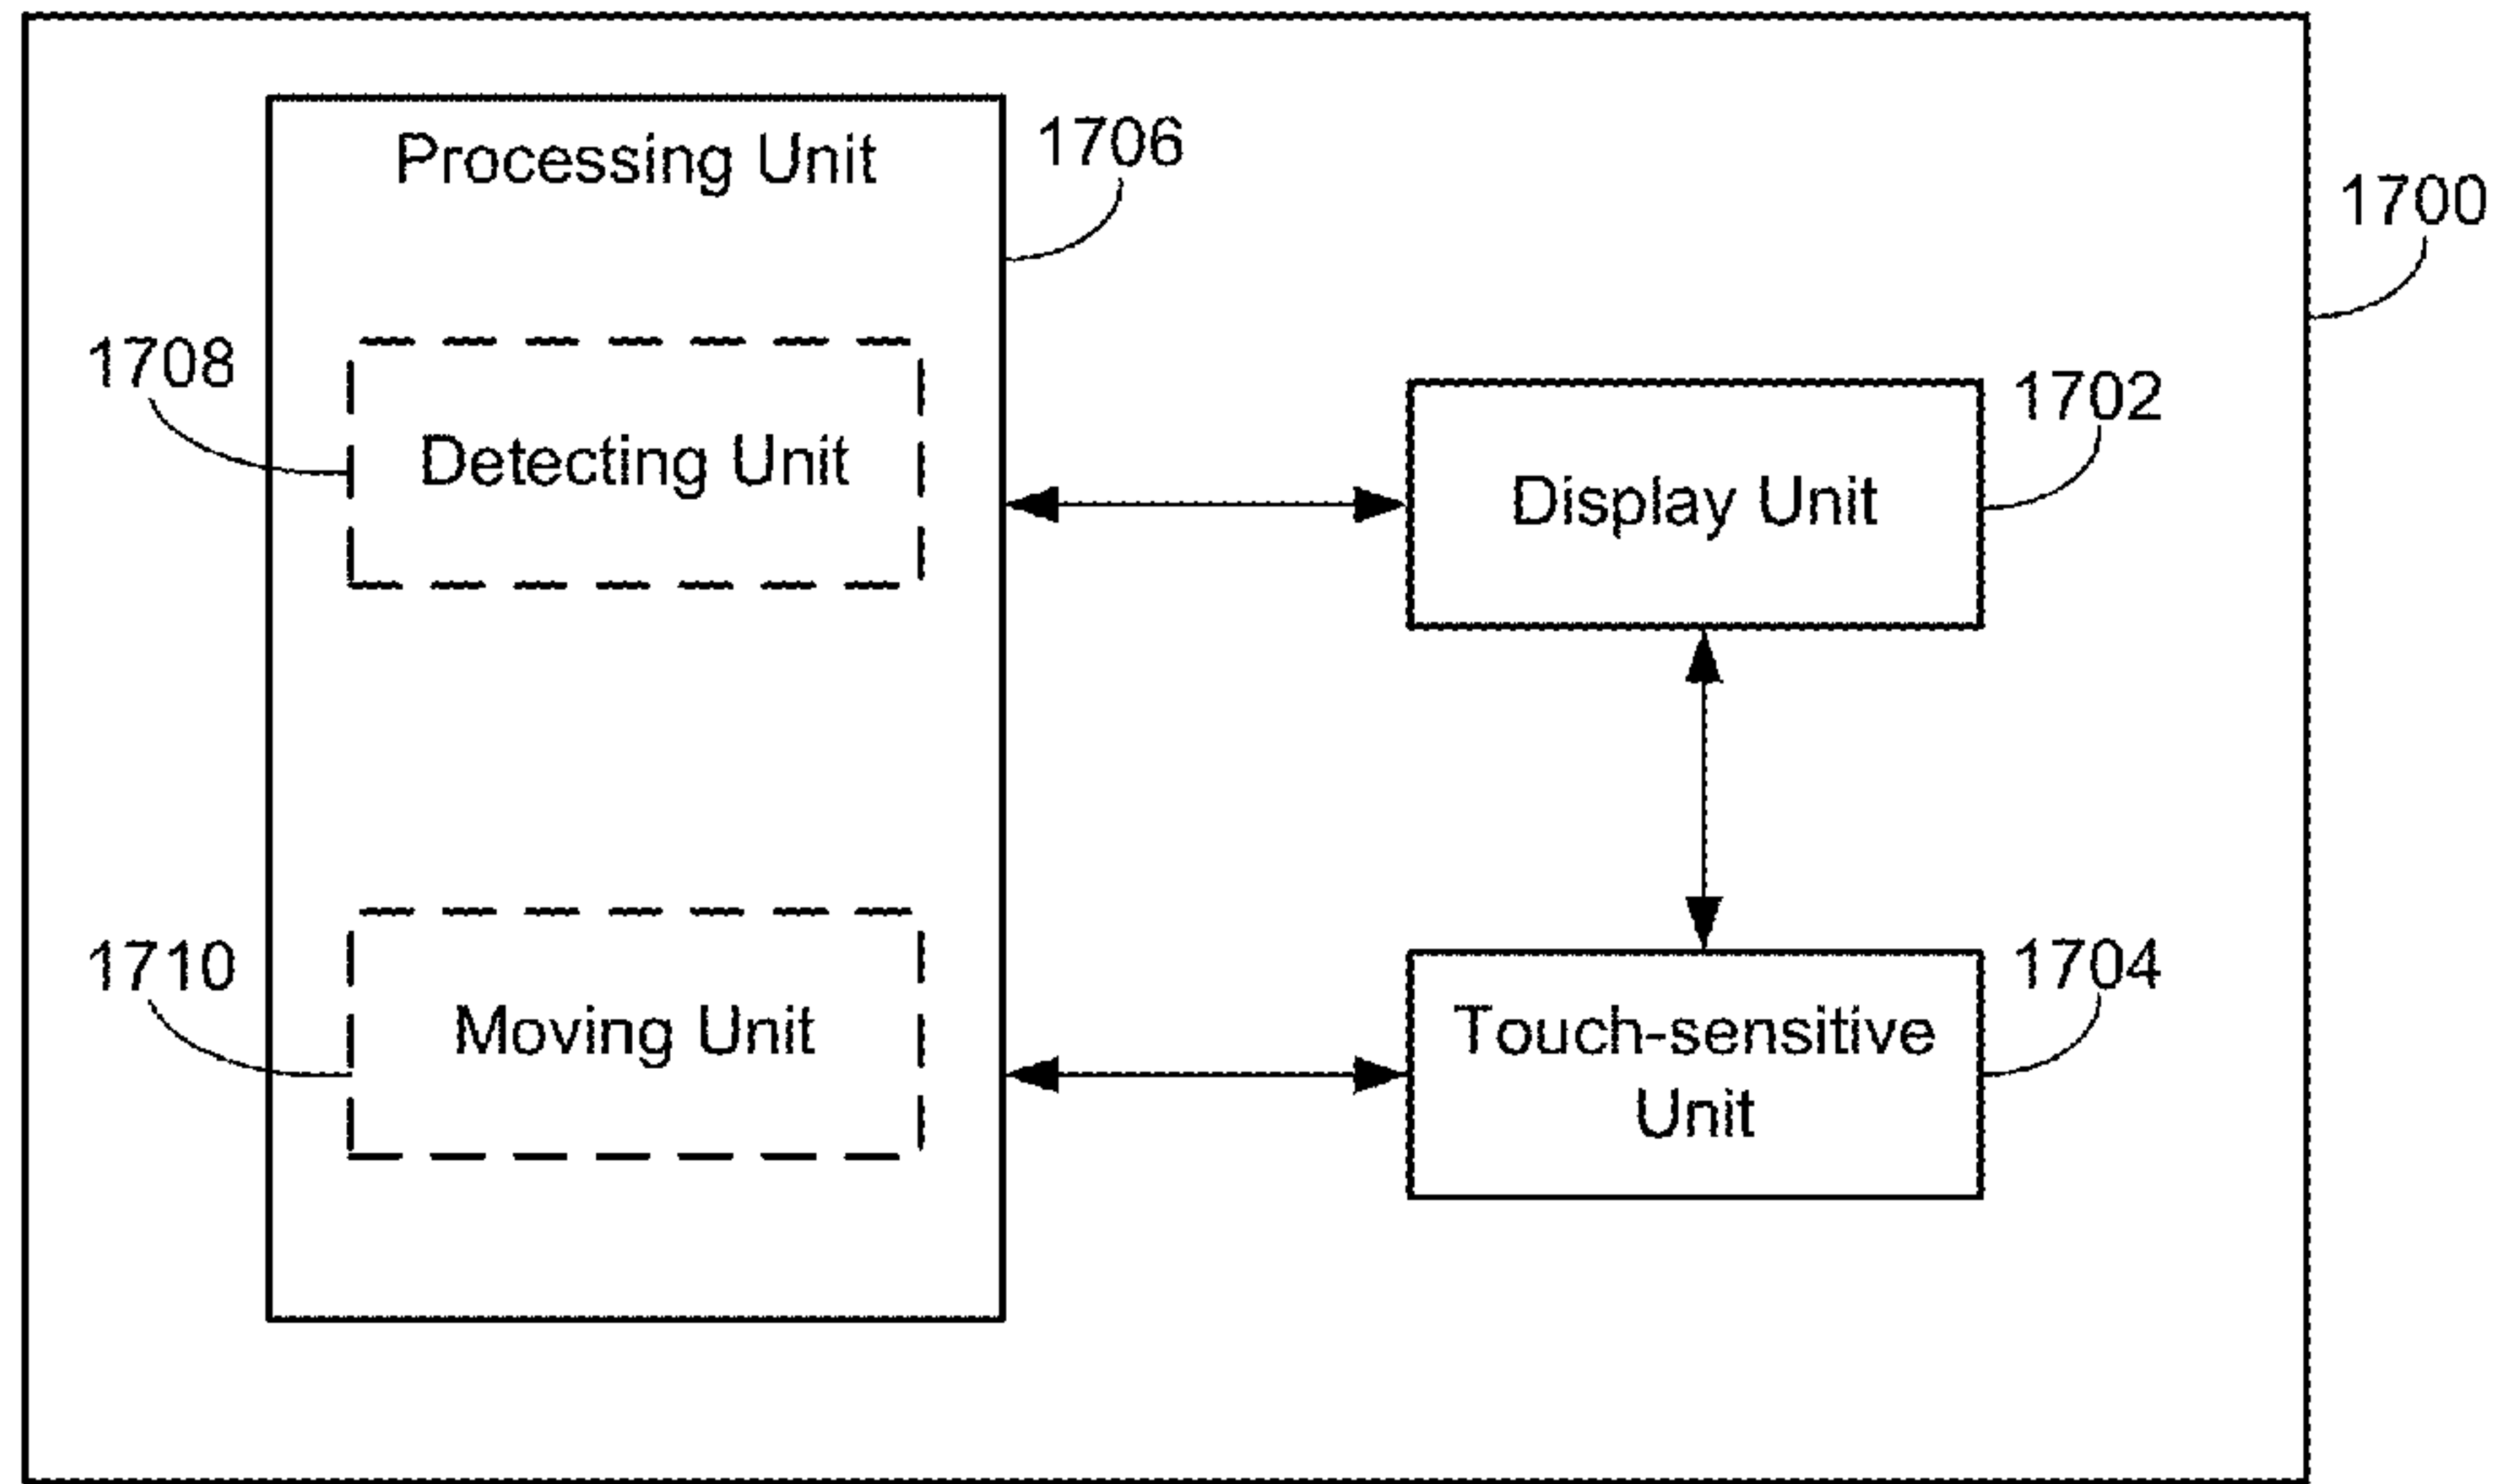 Processing Unit
1706
1700
1708
Detecting Unit
1702
Display Unit
1710
Moving Unit
1704
Touch-sensitive
Unit